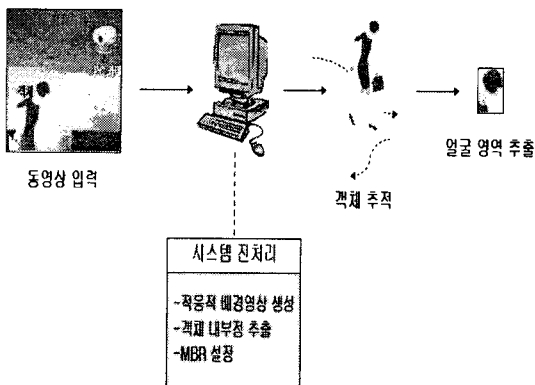 동영상 입력
객체 추적
얼굴 영역 추출
시스템 전처리
-적응적 배경영상 생성
-객체 내부점 추출
-MBR 설정